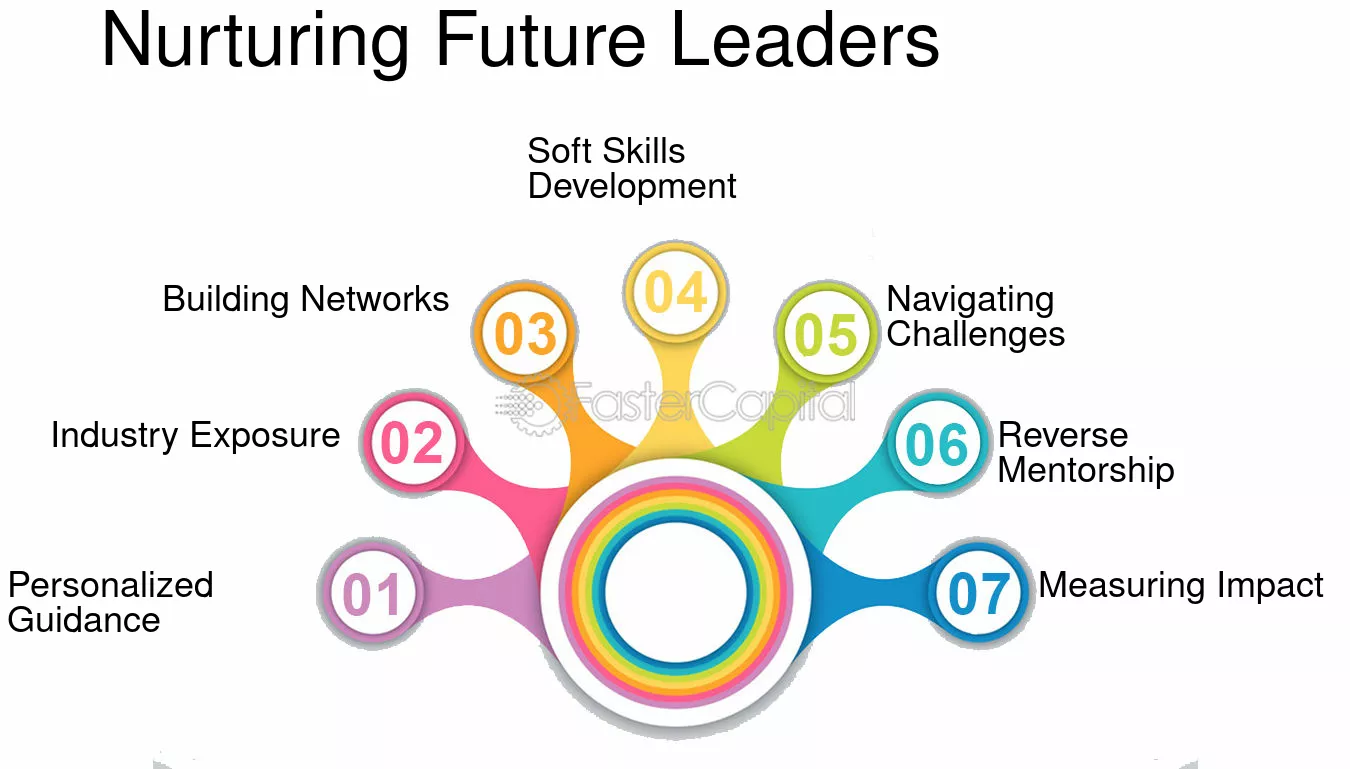 Nurturing Future Leaders
Soft Skills
Development
Building Networks
03
04
05
Navigating
Challenges
FasterCapital
Industry Exposure
02
06
Reverse
Mentorship
Personalized
Guidance
01
07
Measuring Impact